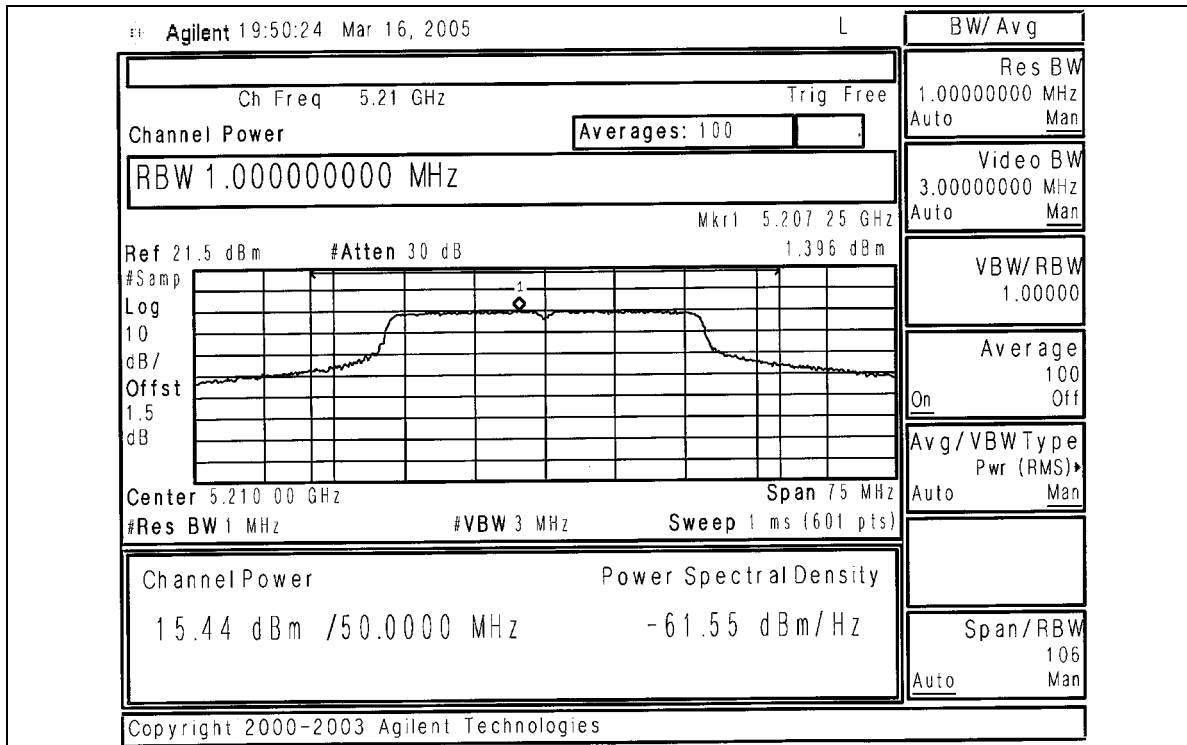 Agilent 19:50:24 Mar 16, 2005 L
Ch Freq 5.21 GHz Trig Free
Channel Power Averages: 100
RBW 1.000000000 MHz
Mkr1 5.207 25 GHz
Ref 21.5 dBm #Atten 30 dB 1.396 dBm
#Samp
Log
10
dB/
Offst
1.5
dB
1
Center 5.210 00 GHz Span 75 MHz
#Res BW 1 MHz #VBW 3 MHz Sweep 1 ms (601 pts)
Channel Power Power Spectral Density
15.44 dBm /50.0000 MHz -61.55 dBm/Hz
Copyright 2000-2003 Agilent Technologies
BW/Avg
Res BW
1.00000000 MHz
Auto Man
Video BW
3.00000000 MHz
Auto Man
VBW/RBW
1.00000
Average
100
On Off
Avg/VBW Type
Pwr (RMS)
Auto Man
Span/RBW
106
Auto Man